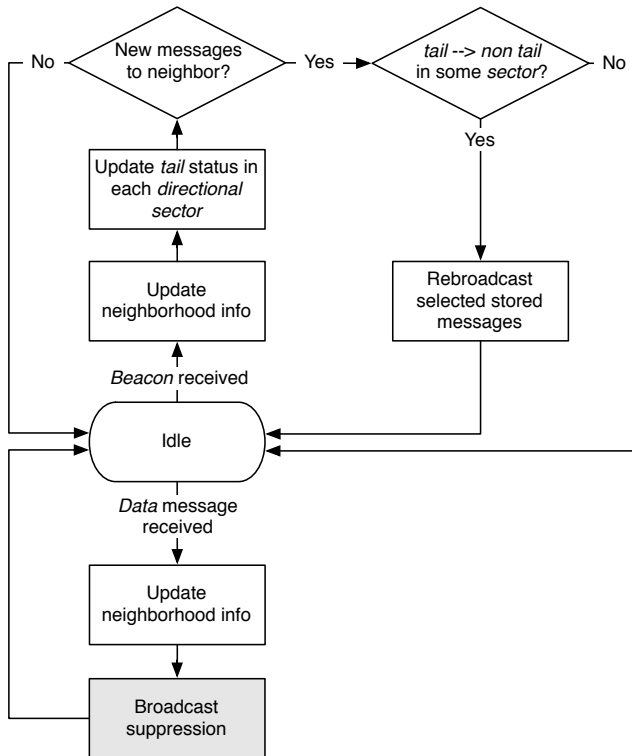 No
New messages
to neighbor?
Yes
tail --> non tail
in some sector?
No
Yes
Update tail status in
each directional
sector
Update
neighborhood info
Rebroadcast
selected stored
messages
Beacon received
Idle
Data message
received
Update
neighborhood info
Broadcast
suppression